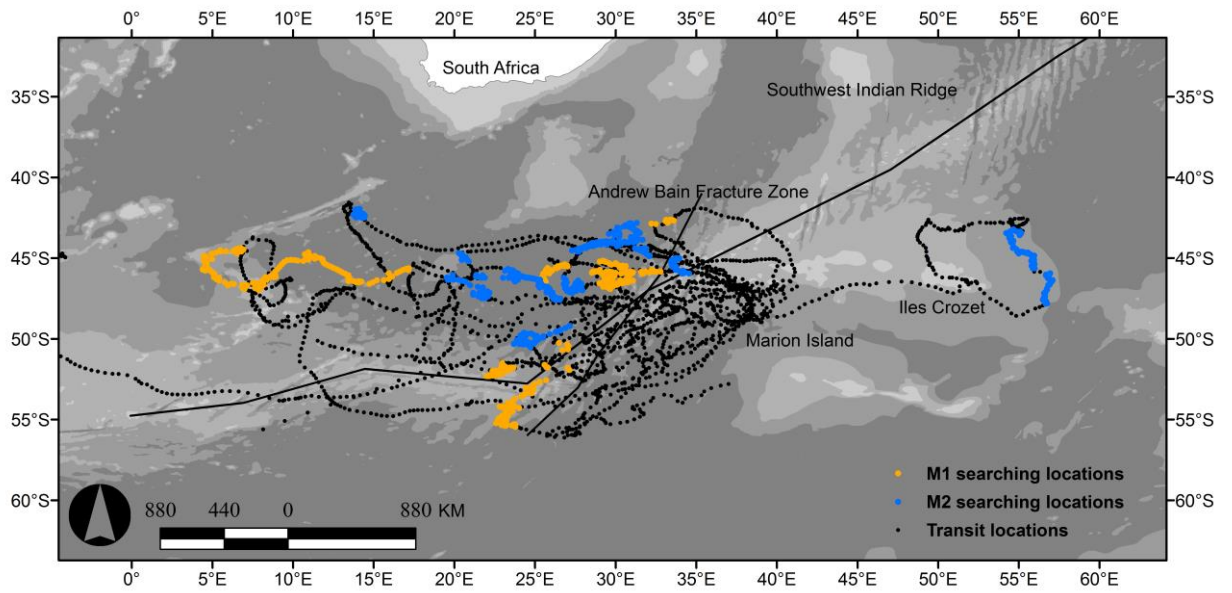 0° 5°E 10°E 15°E 20°E 25°E 30°E 35°E 40°E 45°E 50°E 55°E 60°E
South Africa
Southwest Indian Ridge
35°S 35°S
40°S 40°S
Andrew Bain Fracture Zone
45°S 45°S
Iles Crozet
50°S 50°S
Marion Island
55°S 55°S
M1 searching locations
60°S 60°S
M2 searching locations
880 440 0 880 KM
Transit locations
0° 5°E 10°E 15°E 20°E 25°E 30°E 35°E 40°E 45°E 50°E 55°E 60°E